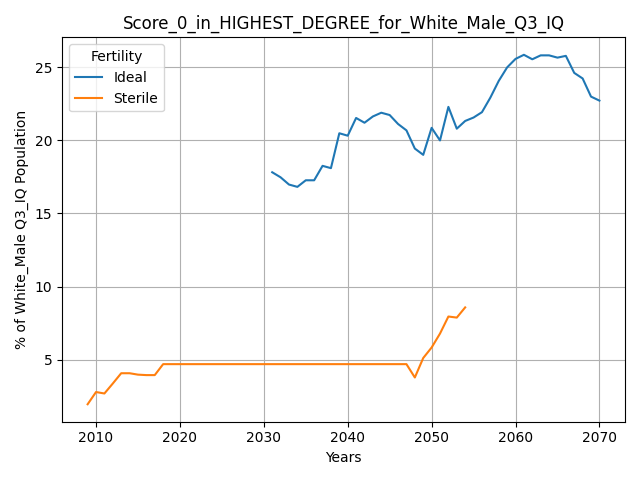 Score_0_in_HIGHEST_DEGREE_for_White_Male_Q3_IQ
Fertility
Ideal
Sterile
% of White_Male Q3_IQ Population
25
20
15
10
5
2010 2020 2030 2040 2050 2060 2070
Years